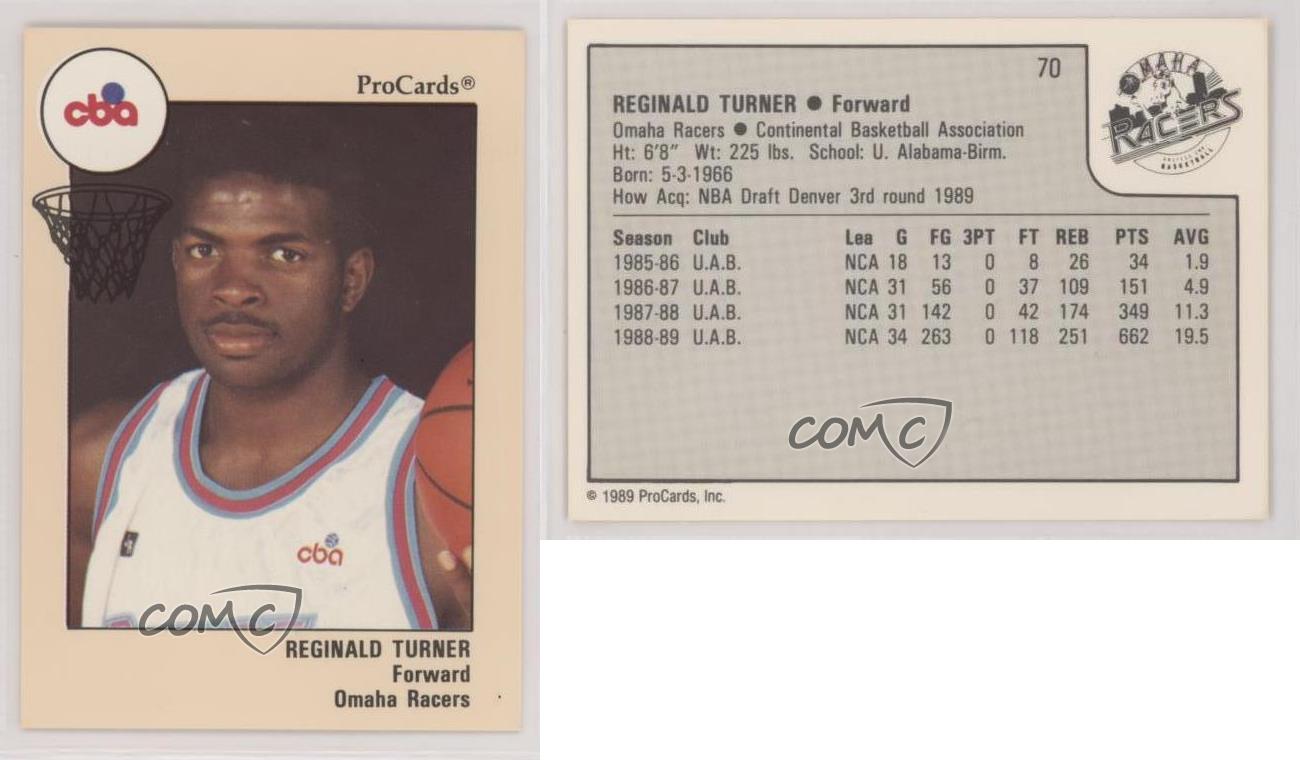 cba
ProCards®
cba
COMC
REGINALD TURNER
Forward
Omaha Racers
70
OMAHA
RACERS
BASKETBALL
REGINALD TURNER ● Forward
Omaha Racers ● Continental Basketball Association
Ht: 6'8" Wt: 225 lbs. School: U. Alabama-Birm.
Born: 5-3-1966
How Acq: NBA Draft Denver 3rd round 1989
Season Club Lea G FG 3PT FT REB PTS AVG
1985-86 U.A.B. NCA 18 13 0 8 26 34 1.9
1986-87 U.A.B. NCA 31 56 0 37 109 151 4.9
1987-88 U.A.B. NCA 31 142 0 42 174 349 11.3
1988-89 U.A.B. NCA 34 263 0 118 251 662 19.5
COMC
© 1989 ProCards, Inc.